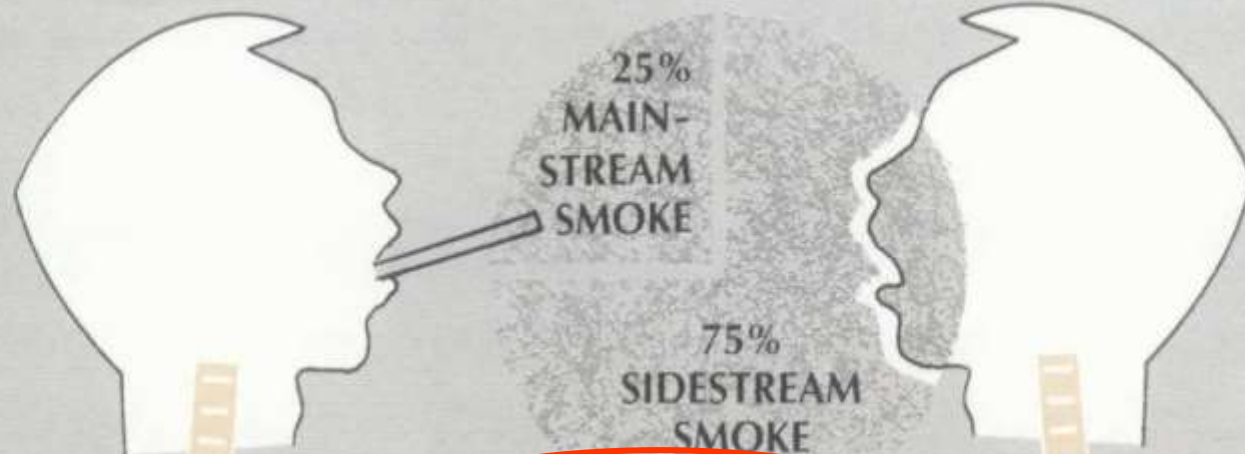 25%
MAIN-
STREAM
SMOKE
75%
SIDESTREAM
SMOKE